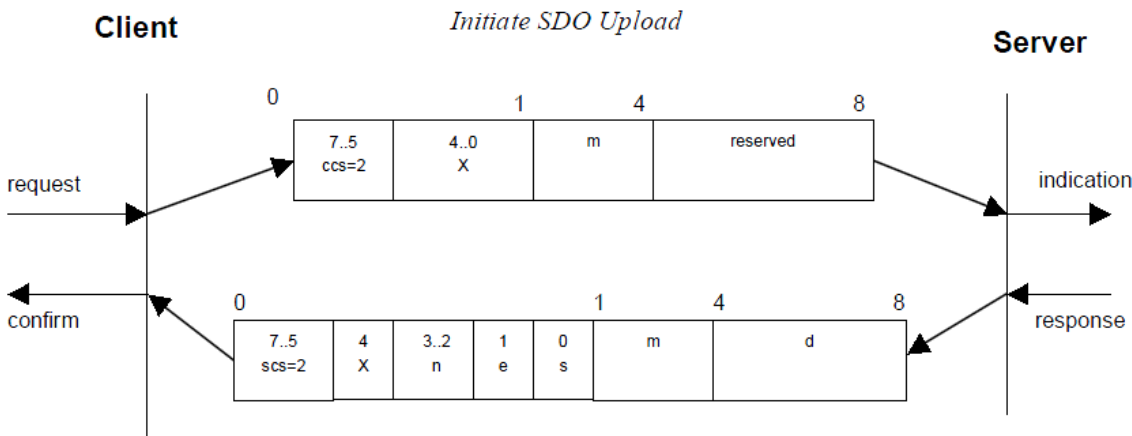 Initiate SDO Upload
Client
Server
0 1 4 8
7..5 4..0 m reserved
ccs=2 X
request
indication
0 1 4 8
confirm
response
7..5 4 3..2 1 0 m d
scs=2 X n e s